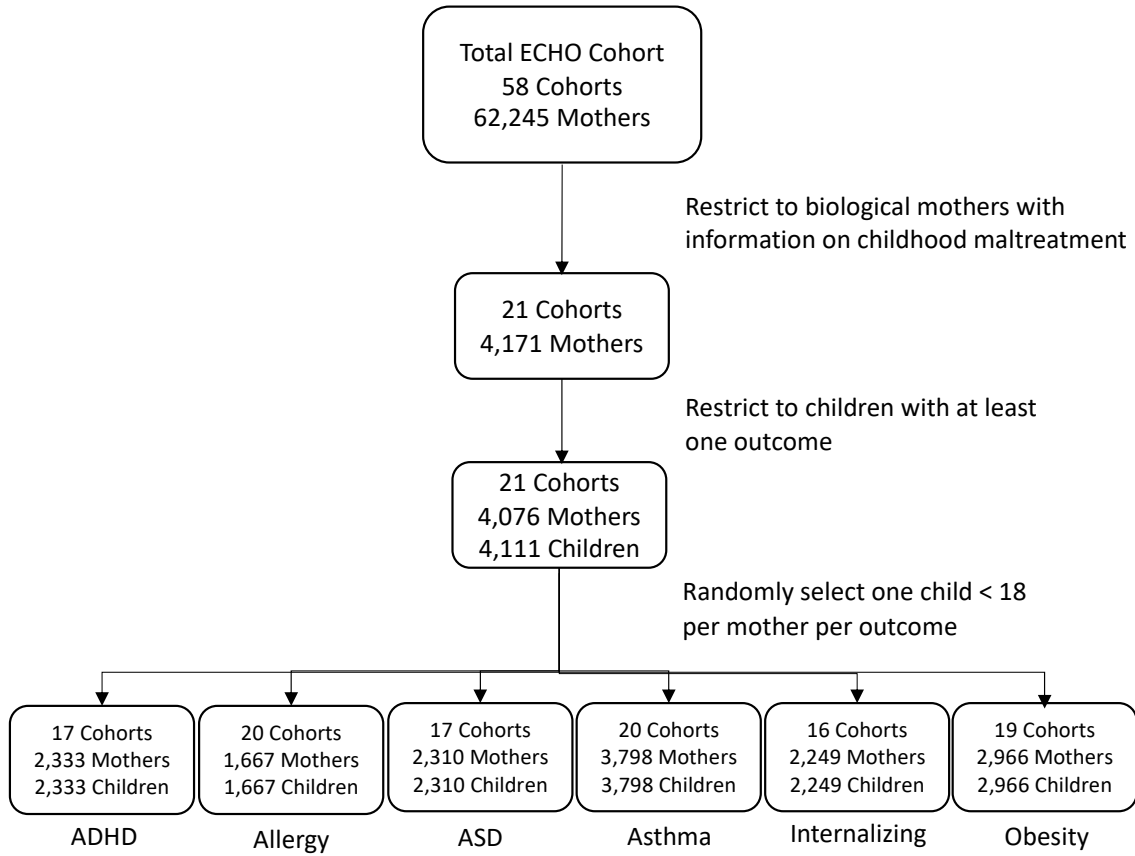 Total ECHO Cohort
58 Cohorts
62,245 Mothers
Restrict to biological mothers with
information on childhood maltreatment
21 Cohorts
4,171 Mothers
Restrict to children with at least
one outcome
21 Cohorts
4,076 Mothers
4,111 Children
Randomly select one child < 18
per mother per outcome
17 Cohorts
2,333 Mothers
2,333 Children
ADHD
20 Cohorts
1,667 Mothers
1,667 Children
Allergy
17 Cohorts
2,310 Mothers
2,310 Children
ASD
20 Cohorts
3,798 Mothers
3,798 Children
Asthma
16 Cohorts
2,249 Mothers
2,249 Children
Internalizing
19 Cohorts
2,966 Mothers
2,966 Children
Obesity